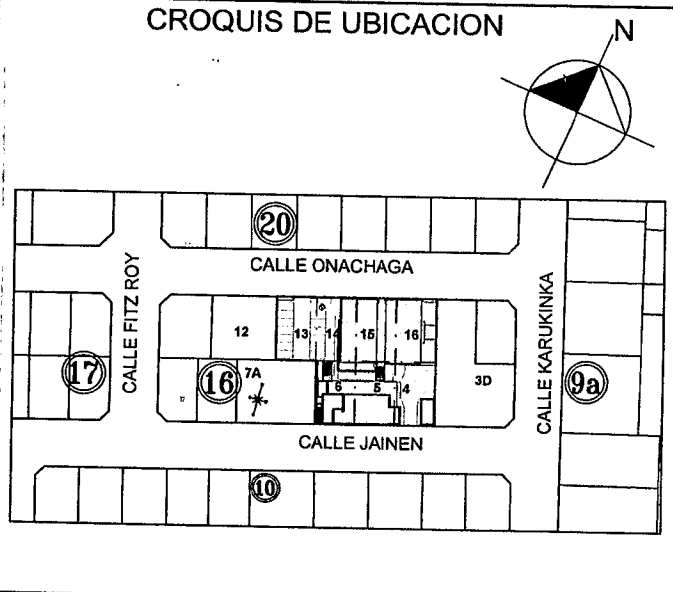 CROQUIS DE UBICACION
N
20
CALLE ONACHAGA
CALLE FITZ ROY
CALLE KARUKINKA
12
13
14
15
16
17
16
7A
6
5
4
3D
9a
CALLE JAINEN
10